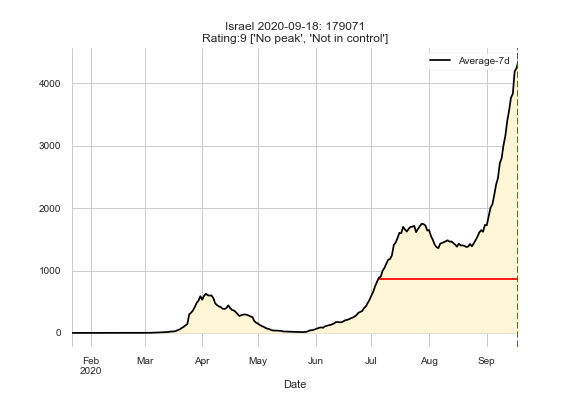 Israel 2020-09-18: 179071
Rating:9 ['No peak', 'Not in control']
Average-7d
4000
3000
2000
1000
0
Feb
2020
Mar
Apr
May
Jun
Jul
Aug
Sep
Date